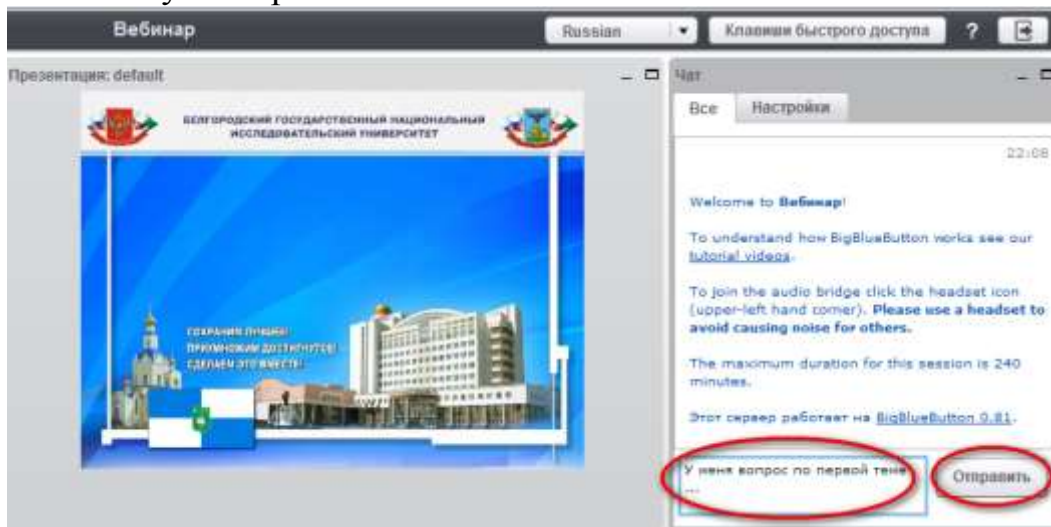 Вебинар
Russian
Клавиши быстрого доступа
?
Презентация: default
БЕЛГОРОДСКИЙ ГОСУДАРСТВЕННЫЙ НАЦИОНАЛЬНЫЙ
ИССЛЕДОВАТЕЛЬСКИЙ УНИВЕРСИТЕТ
СОХРАНИМ ЛУЧШЕЕ!
ПРИУМНОЖИМ ДОСТИГНУТОЕ!
СДЕЛАЕМ ЭТО ВМЕСТЕ!
Чат
Все
Настройки
22:08
Welcome to Вебинар!
To understand how BigBlueButton works see our
tutorial videos.
To join the audio bridge click the headset icon
(upper-left hand corner). Please use a headset to
avoid causing noise for others.
The maximum duration for this session is 240
minutes.
Этот сервер работает на BigBlueButton 0.81.
У меня вопрос по первой теме
...
Отправить